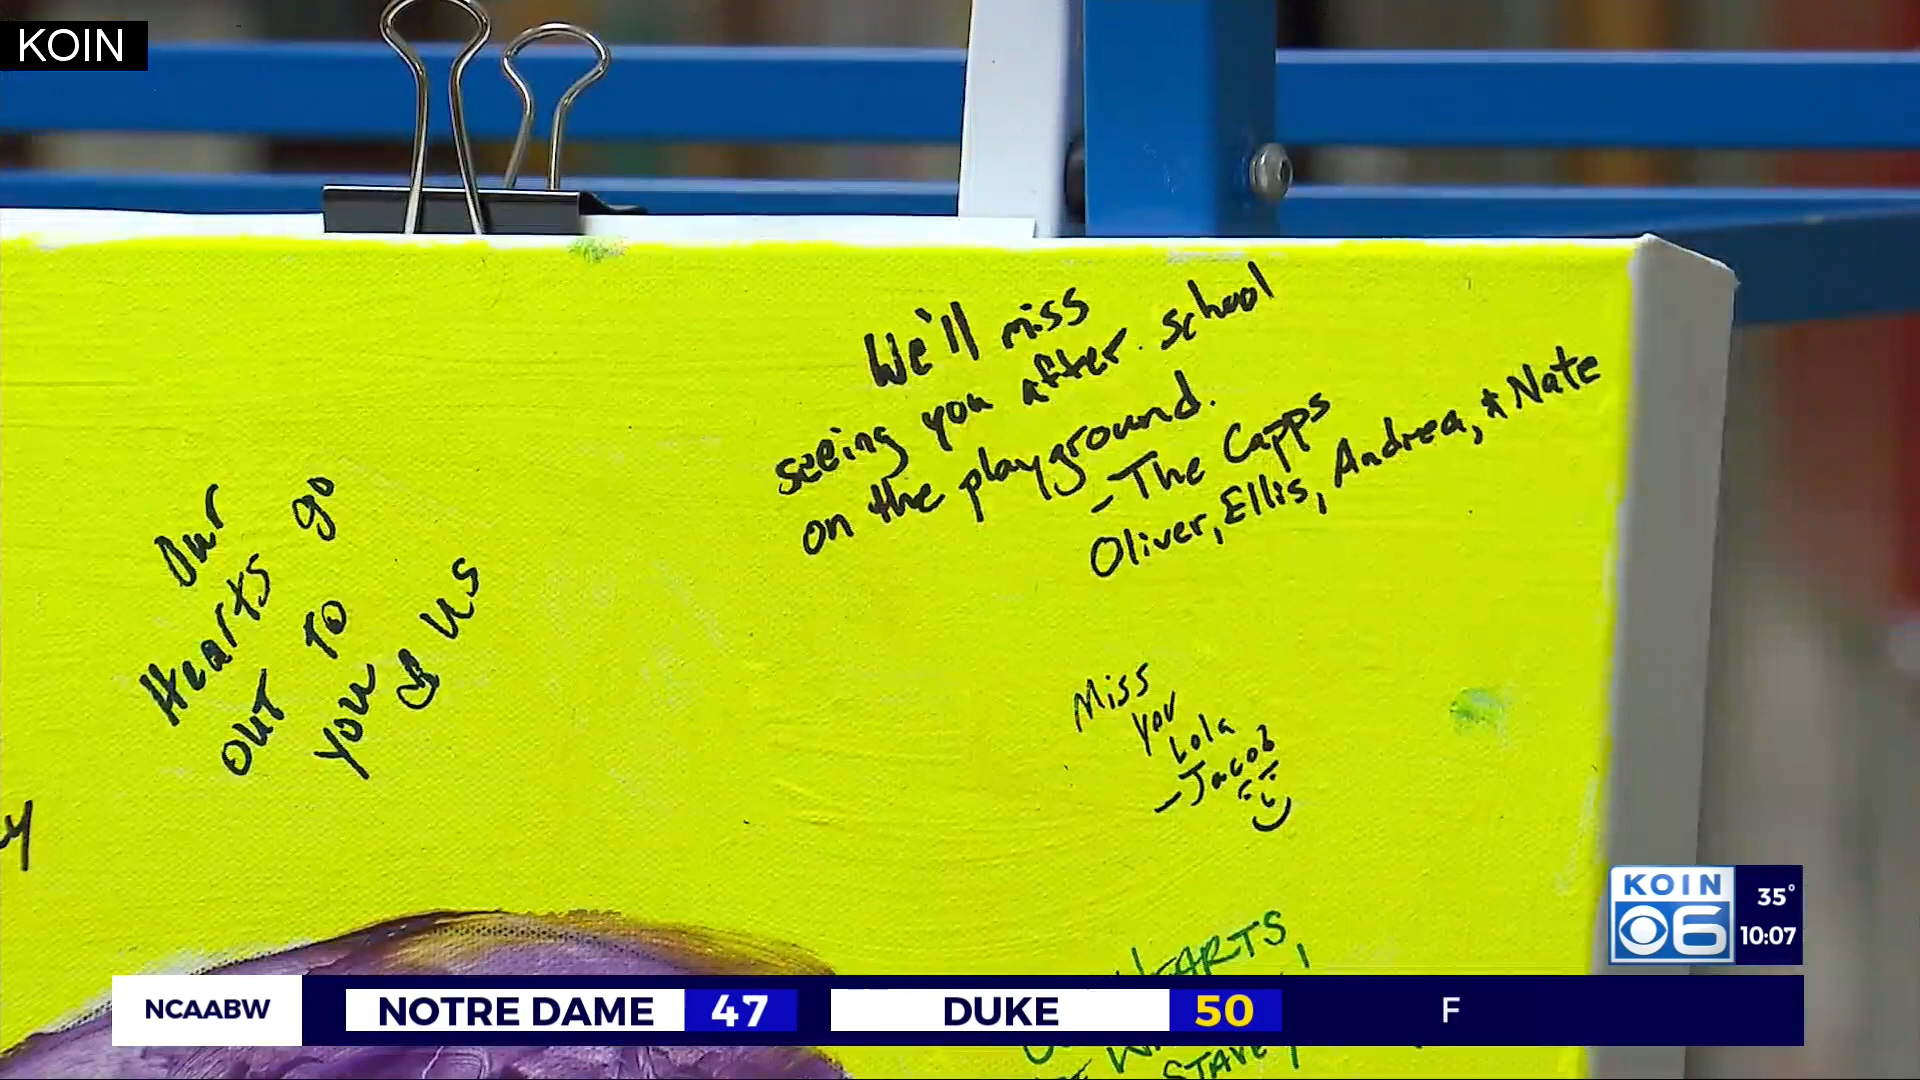 KOIN
We'll miss
seeing you after school
on the playground.
-The Capps
Oliver, Ellis, Andrea, & Nate
Our
Hearts go
out to
you & us
Miss
you
Lola
-Jacob
HEARTS
KOIN
6
35°
10:07
NCAABW
NOTRE DAME 47
DUKE 50
F